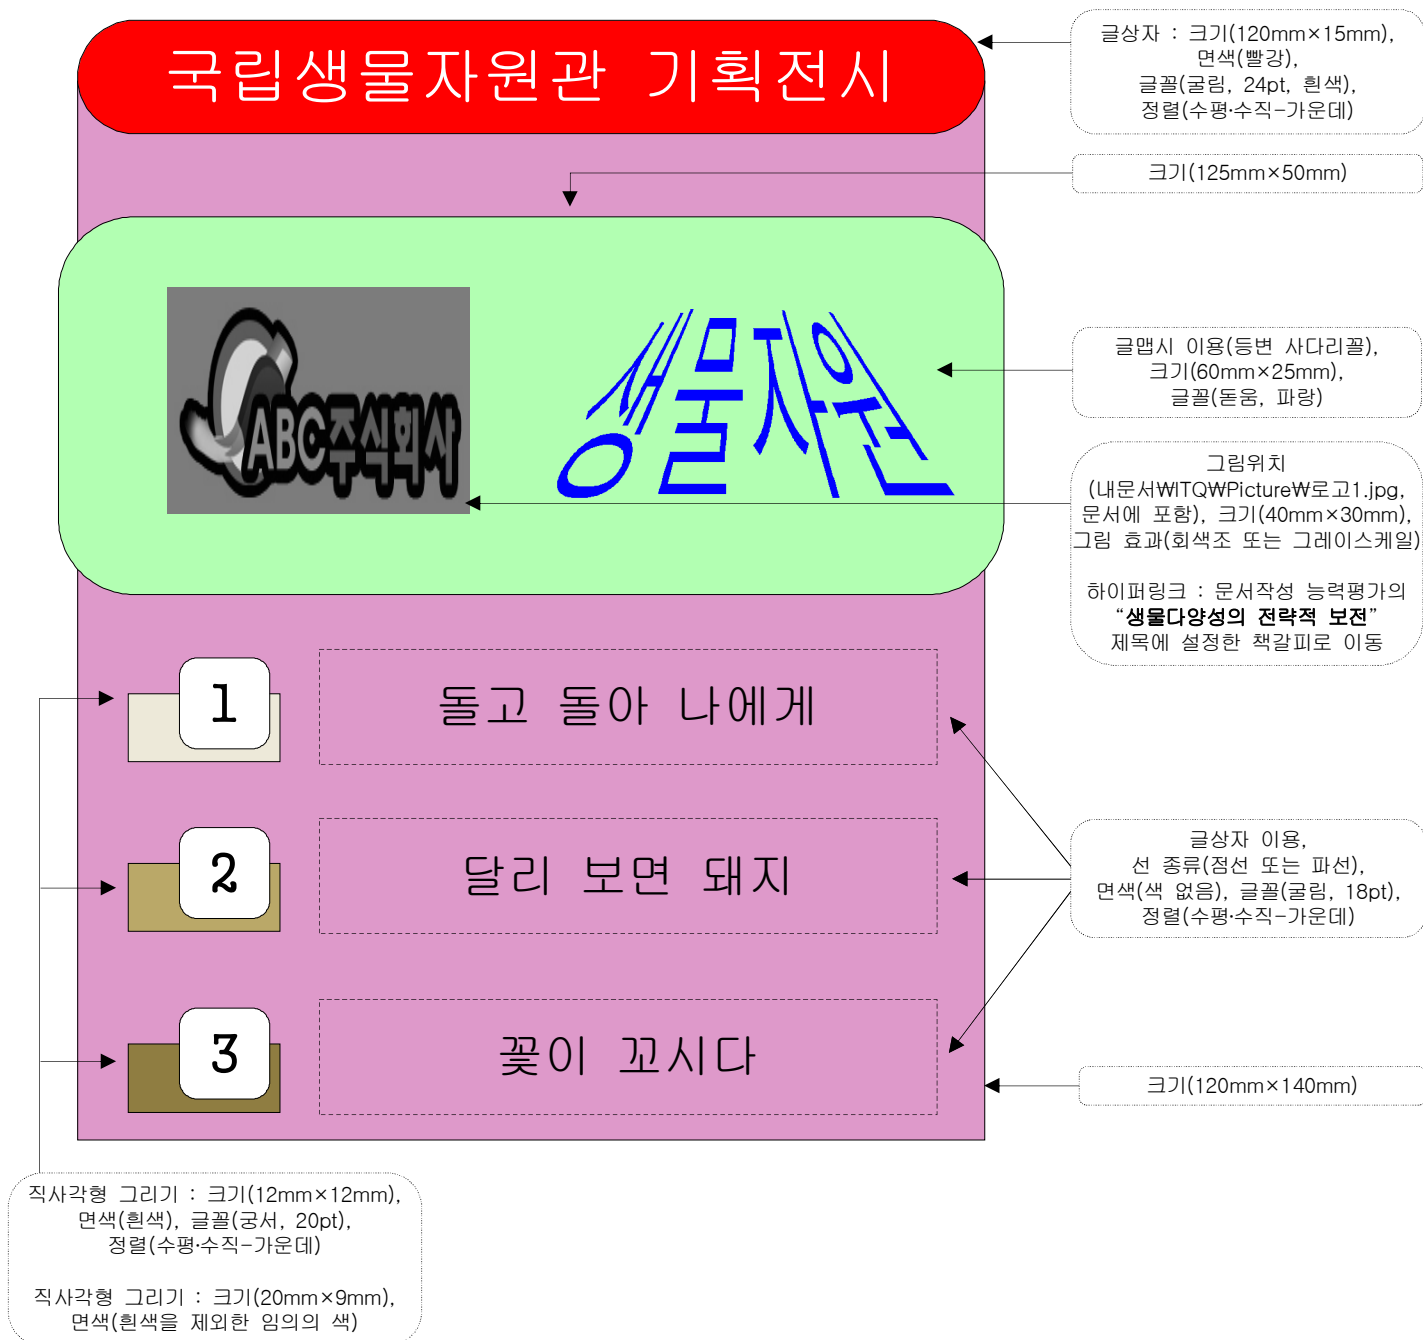 국립생물자원관 기획전시
글상자 : 크기(120mm×15mm),
면색(빨강),
글꼴(굴림, 24pt, 흰색),
정렬(수평·수직-가운데)
크기(125mm×50mm)
ABC주식회사
생물자원
글맵시 이용(등변 사다리꼴),
크기(60mm×25mm),
글꼴(돋움, 파랑)
그림위치
(내문서₩ITQ₩Picture₩로고1.jpg,
문서에 포함), 크기(40mm×30mm),
그림 효과(회색조 또는 그레이스케일)
하이퍼링크 : 문서작성 능력평가의
“생물다양성의 전략적 보전”
제목에 설정한 책갈피로 이동
1
돌고 돌아 나에게
2
달리 보면 돼지
글상자 이용,
선 종류(점선 또는 파선),
면색(색 없음), 글꼴(굴림, 18pt),
정렬(수평·수직-가운데)
3
꽃이 꼬시다
크기(120mm×140mm)
직사각형 그리기 : 크기(12mm×12mm),
면색(흰색), 글꼴(궁서, 20pt),
정렬(수평·수직-가운데)
직사각형 그리기 : 크기(20mm×9mm),
면색(흰색을 제외한 임의의 색)